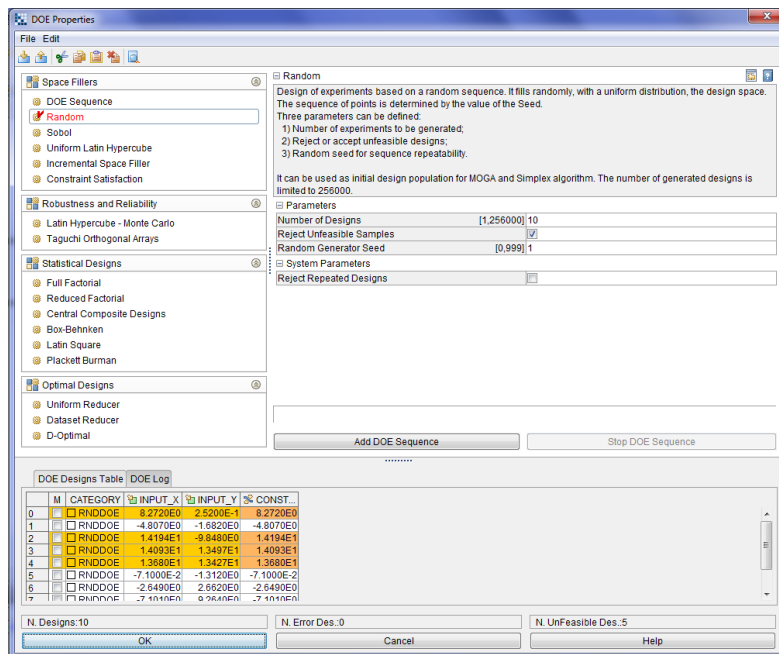 DOE Properties
File Edit
Space Fillers
DOE Sequence
Random
Sobol
Uniform Latin Hypercube
Incremental Space Filler
Constraint Satisfaction
Robustness and Reliability
Latin Hypercube - Monte Carlo
Taguchi Orthogonal Arrays
Statistical Designs
Full Factorial
Reduced Factorial
Central Composite Designs
Box-Behnken
Latin Square
Plackett Burman
Optimal Designs
Uniform Reducer
Dataset Reducer
D-Optimal
Random
Design of experiments based on a random sequence. It fills randomly, with a uniform distribution, the design space.
The sequence of points is determined by the value of the Seed.
Three parameters can be defined:
1) Number of experiments to be generated;
2) Reject or accept unfeasible designs;
3) Random seed for sequence repeatability.
It can be used as initial design population for MOGA and Simplex algorithm. The number of generated designs is
limited to 256000.
Parameters
Number of Designs [1,256000] 10
Reject Unfeasible Samples
Random Generator Seed [0,999] 1
System Parameters
Reject Repeated Designs
Add DOE Sequence Stop DOE Sequence
DOE Designs Table DOE Log
M CATEGORY INPUT_X INPUT_Y CONST...
0 RNDDOE 8.2720E0 2.5200E-1 8.2720E0
1 RNDDOE -4.8070E0 -1.6820E0 -4.8070E0
2 RNDDOE 1.4194E1 -9.8480E0 1.4194E1
3 RNDDOE 1.4093E1 1.3497E1 1.4093E1
4 RNDDOE 1.3680E1 1.3427E1 1.3680E1
5 RNDDOE -7.1000E-2 -1.3120E0 -7.1000E-2
6 RNDDOE -2.6490E0 2.6620E0 -2.6490E0
7 RNDDOE -7.1010E0 9.2640E0 -7.1010E0
N. Designs:10 N. Error Des.:0 N. UnFeasible Des.:5
OK Cancel Help